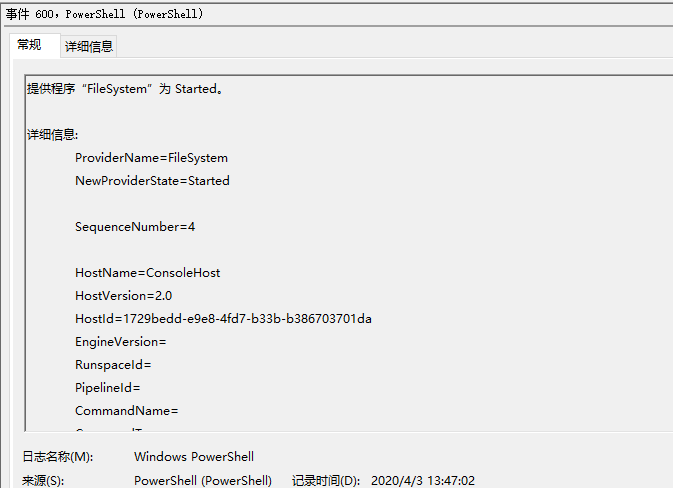 事件 600，PowerShell (PowerShell)
常规 详细信息
提供程序“FileSystem”为 Started。
详细信息:
ProviderName=FileSystem
NewProviderState=Started
SequenceNumber=4
HostName=ConsoleHost
HostVersion=2.0
HostId=1729bedd-e9e8-4fd7-b33b-b386703701da
EngineVersion=
RunspaceId=
PipelineId=
CommandName=
日志名称(M): Windows PowerShell
来源(S): PowerShell (PowerShell) 记录时间(D): 2020/4/3 13:47:02